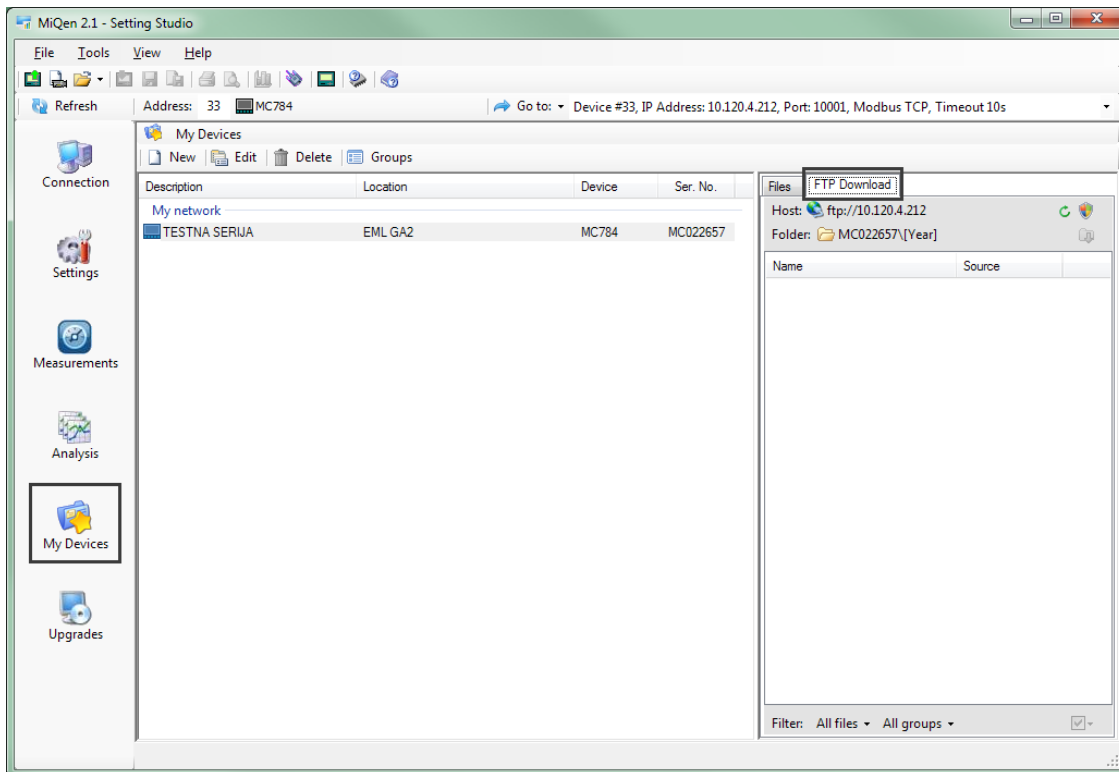 MiQen 2.1 - Setting Studio
File Tools View Help
Refresh Address: 33 MC784 Go to: Device #33, IP Address: 10.120.4.212, Port: 10001, Modbus TCP, Timeout 10s
My Devices
New Edit Delete Groups
Connection
Settings
Measurements
Analysis
My Devices
Upgrades
Description Location Device Ser. No.
My network
TESTNA SERIJA EML GA2 MC784 MC022657
Files FTP Download
Host: ftp://10.120.4.212
Folder: MC022657\[Year]
Name Source
Filter: All files All groups